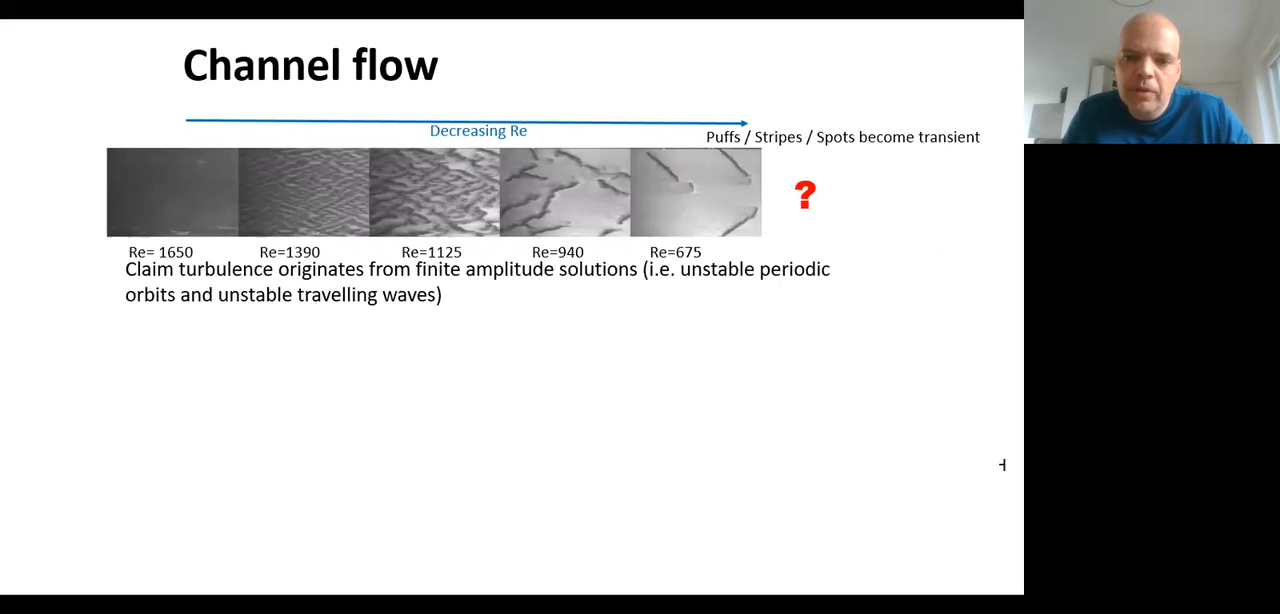 Channel flow
Decreasing Re
Puffs / Stripes / Spots become transient
?
Re= 1650 Re=1390 Re=1125 Re=940 Re=675
Claim turbulence originates from finite amplitude solutions (i.e. unstable periodic
orbits and unstable travelling waves)